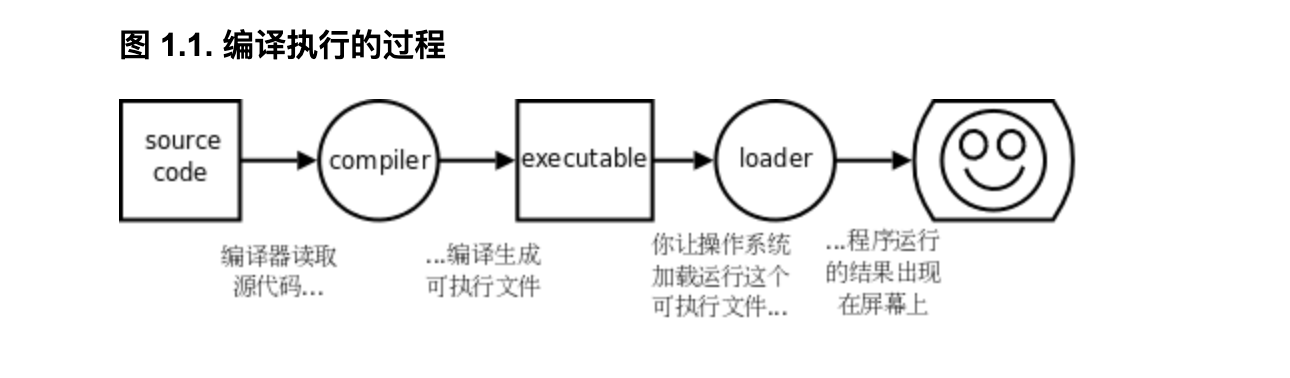 图 1.1. 编译执行的过程
source
code
compiler
executable
loader
编译器读取
源代码...
...编译生成
可执行文件
你让操作系统
加载运行这个
可执行文件...
...程序运行
的结果出现
在屏幕上